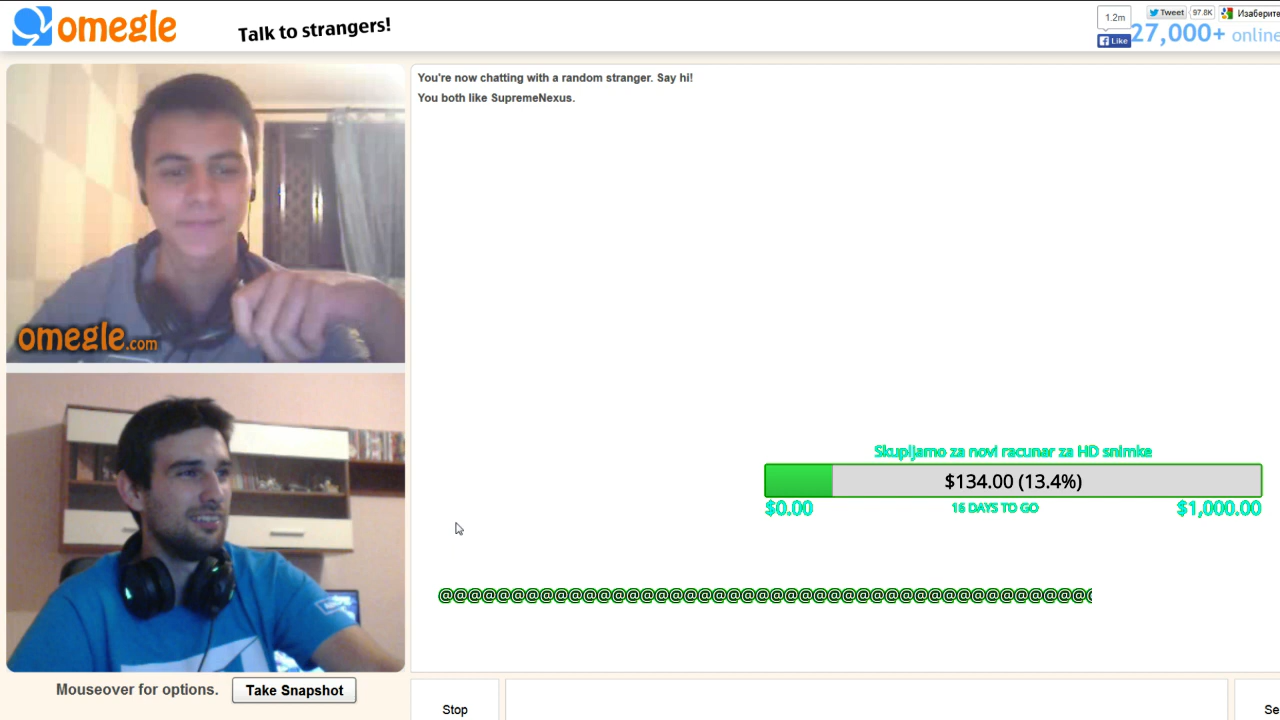 omegle
Talk to strangers!
1.2m
Like
Tweet
97.8K
Изаберите
27,000+ online
You're now chatting with a random stranger. Say hi!
You both like SupremeNexus.
omegle.com
Skupljamo za novi racunar za HD snimke
$134.00 (13.4%)
$0.00
16 DAYS TO GO
$1,000.00
Mouseover for options.
Take Snapshot
Stop
Se